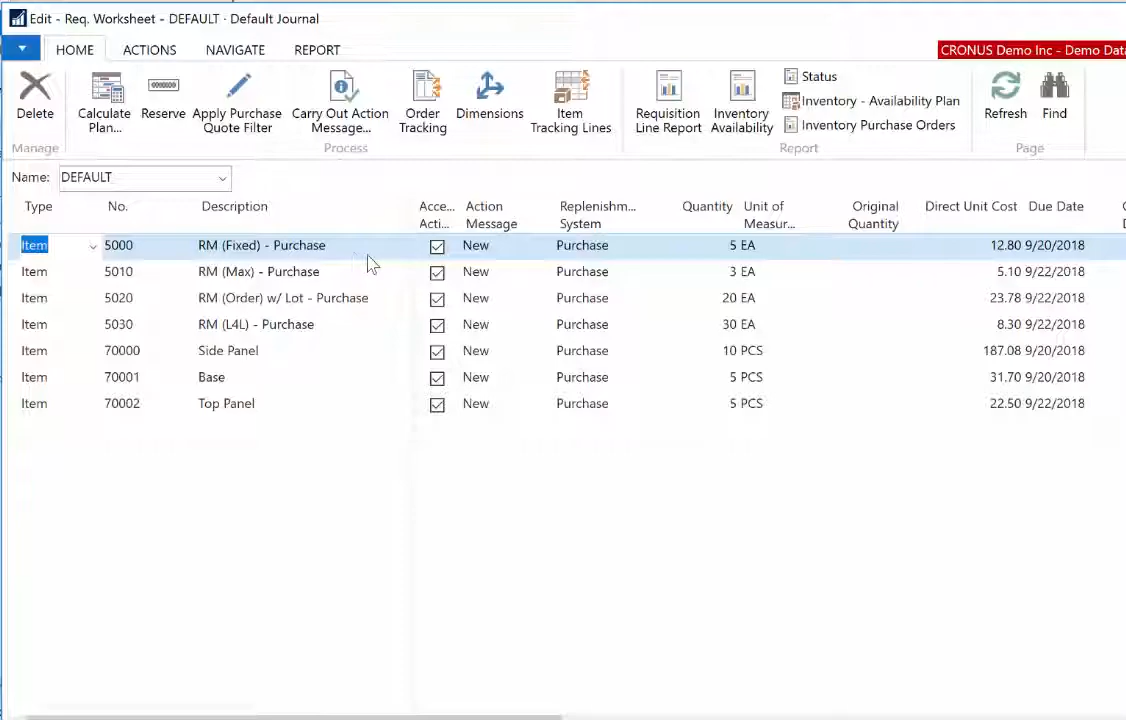 Edit - Req. Worksheet - DEFAULT · Default Journal
HOME ACTIONS NAVIGATE REPORT
CRONUS Demo Inc - Demo Data
Delete
Calculate Plan...
Reserve
Apply Purchase Quote Filter
Carry Out Action Message...
Order Tracking
Dimensions
Item Tracking Lines
Requisition Line Report
Inventory Availability
Status
Inventory - Availability Plan
Inventory Purchase Orders
Refresh
Find
Manage Process Report Page
Name: DEFAULT
Type No. Description Acce... Acti... Action Message Replenishm... System Quantity Unit of Measur... Original Quantity Direct Unit Cost Due Date
Item 5000 RM (Fixed) - Purchase New Purchase 5 EA 12.80 9/20/2018
Item 5010 RM (Max) - Purchase New Purchase 3 EA 5.10 9/22/2018
Item 5020 RM (Order) w/ Lot - Purchase New Purchase 20 EA 23.78 9/22/2018
Item 5030 RM (L4L) - Purchase New Purchase 30 EA 8.30 9/22/2018
Item 70000 Side Panel New Purchase 10 PCS 187.08 9/20/2018
Item 70001 Base New Purchase 5 PCS 31.70 9/20/2018
Item 70002 Top Panel New Purchase 5 PCS 22.50 9/22/2018